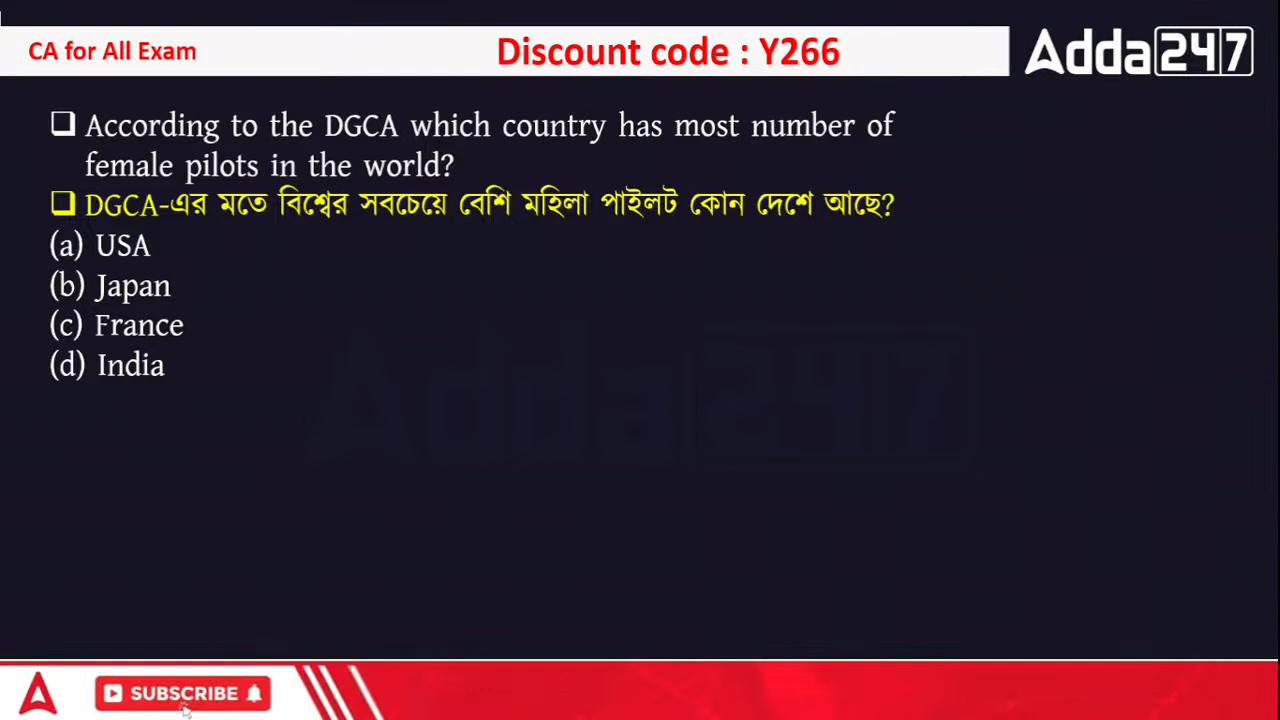 CA for All Exam
Discount code : Y266
Adda247
According to the DGCA which country has most number of
female pilots in the world?
DGCA-এর মতে বিশ্বের সবচেয়ে বেশি মহিলা পাইলট কোন দেশে আছে?
(a) USA
(b) Japan
(c) France
(d) India
Adda247
SUBSCRIBE